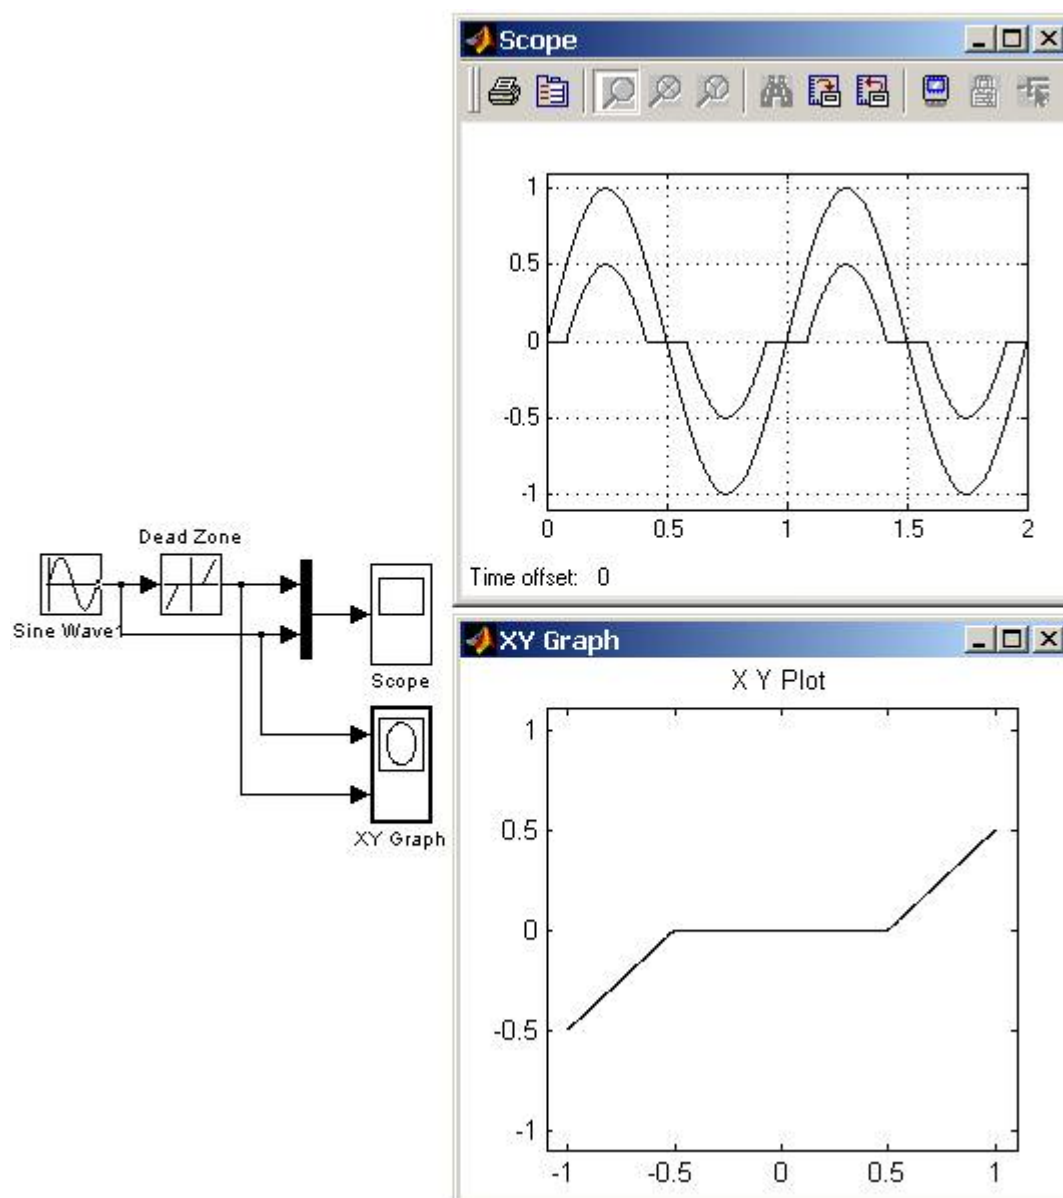 Scope
1
0.5
0
-0.5
-1
0 0.5 1 1.5 2
Time offset: 0
Dead Zone
Sine Wave1
Scope
XY Graph
XY Graph
X Y Plot
1
0.5
0
-0.5
-1
-1 -0.5 0 0.5 1